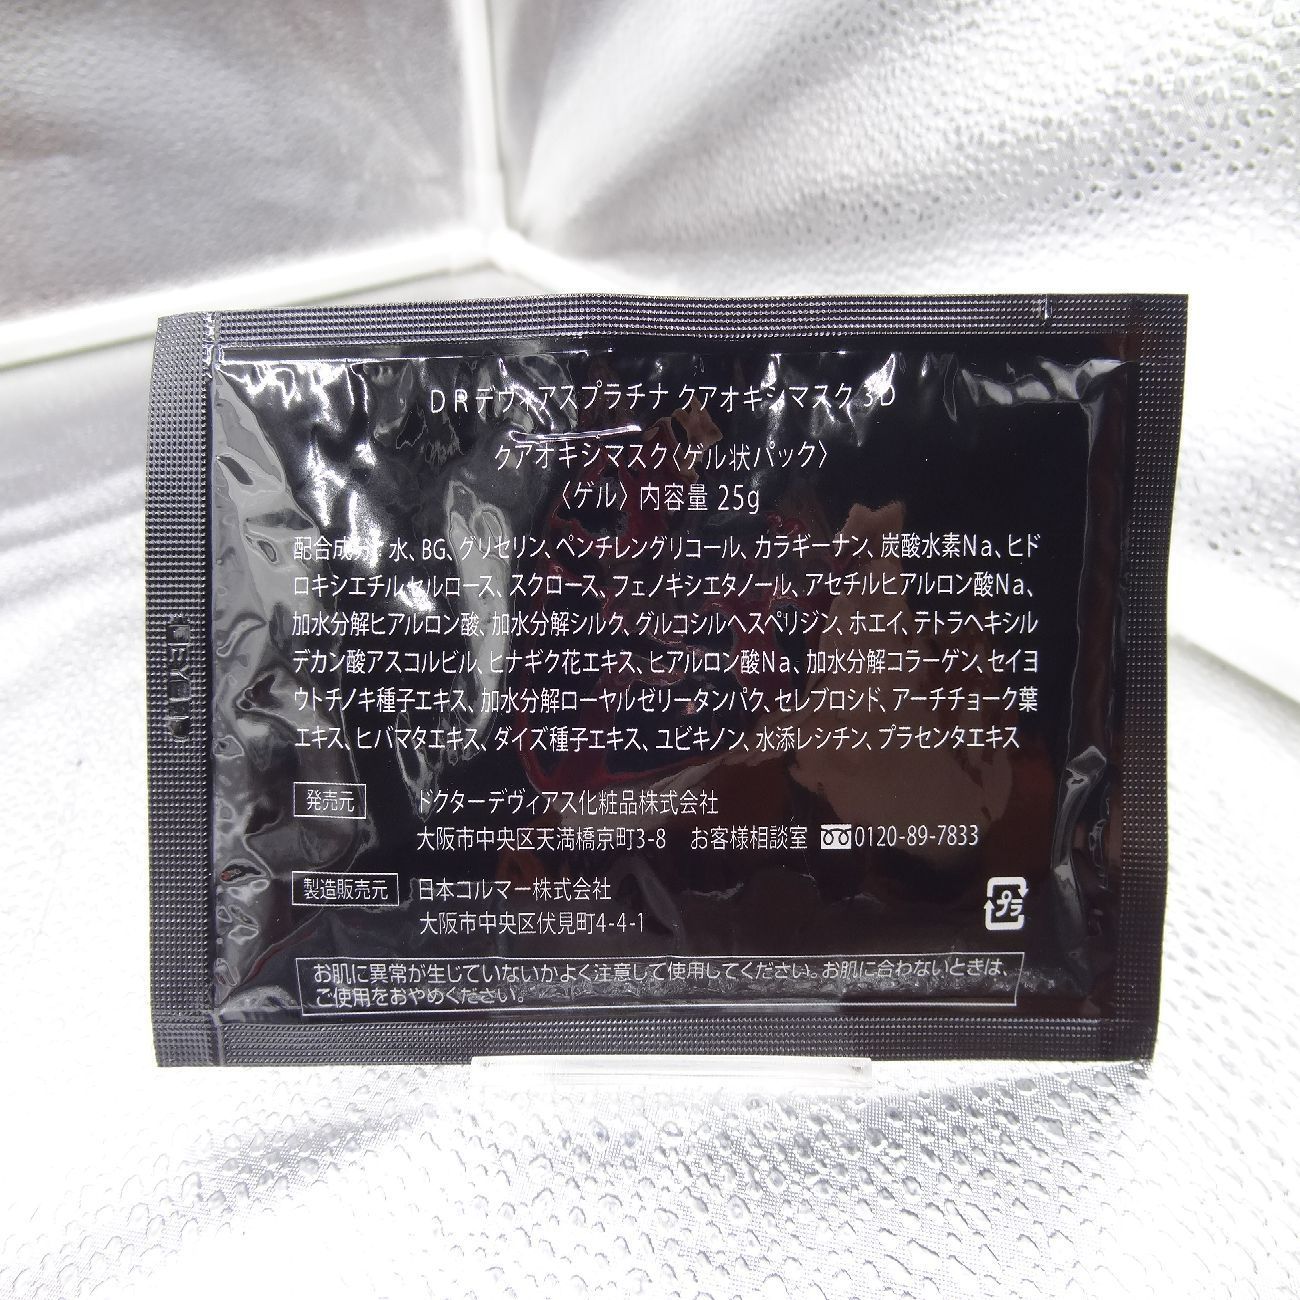 DRデヴィアスプラチナ クアオキシマスク 3D
クアオキシマスク〈ゲル状パック〉
〈ゲル〉 内容量 25g
配合成分：水、BG、グリセリン、ペンチレングリコール、カラギーナン、炭酸水素Na、ヒド
ロキシエチルセルロース、スクロース、フェノキシエタノール、アセチルヒアルロン酸Na、
加水分解ヒアルロン酸、加水分解シルク、グルコシルヘスペリジン、ホエイ、テトラヘキシル
デカン酸アスコルビル、ヒナギク花エキス、ヒアルロン酸Na、加水分解コラーゲン、セイヨ
ウトチノキ種子エキス、加水分解ローヤルゼリータンパク、セレブロシド、アーチチョーク葉
エキス、ヒバマタエキス、ダイズ種子エキス、ユビキノン、水添レシチン、プラセンタエキス
発売元 ドクターデヴィアス化粧品株式会社
大阪市中央区天満橋京町3-8 お客様相談室 0120-89-7833
製造販売元 日本コルマー株式会社
大阪市中央区伏見町4-4-1
プラ
お肌に異常が生じていないかよく注意して使用してください。お肌に合わないときは、
ご使用をおやめください。